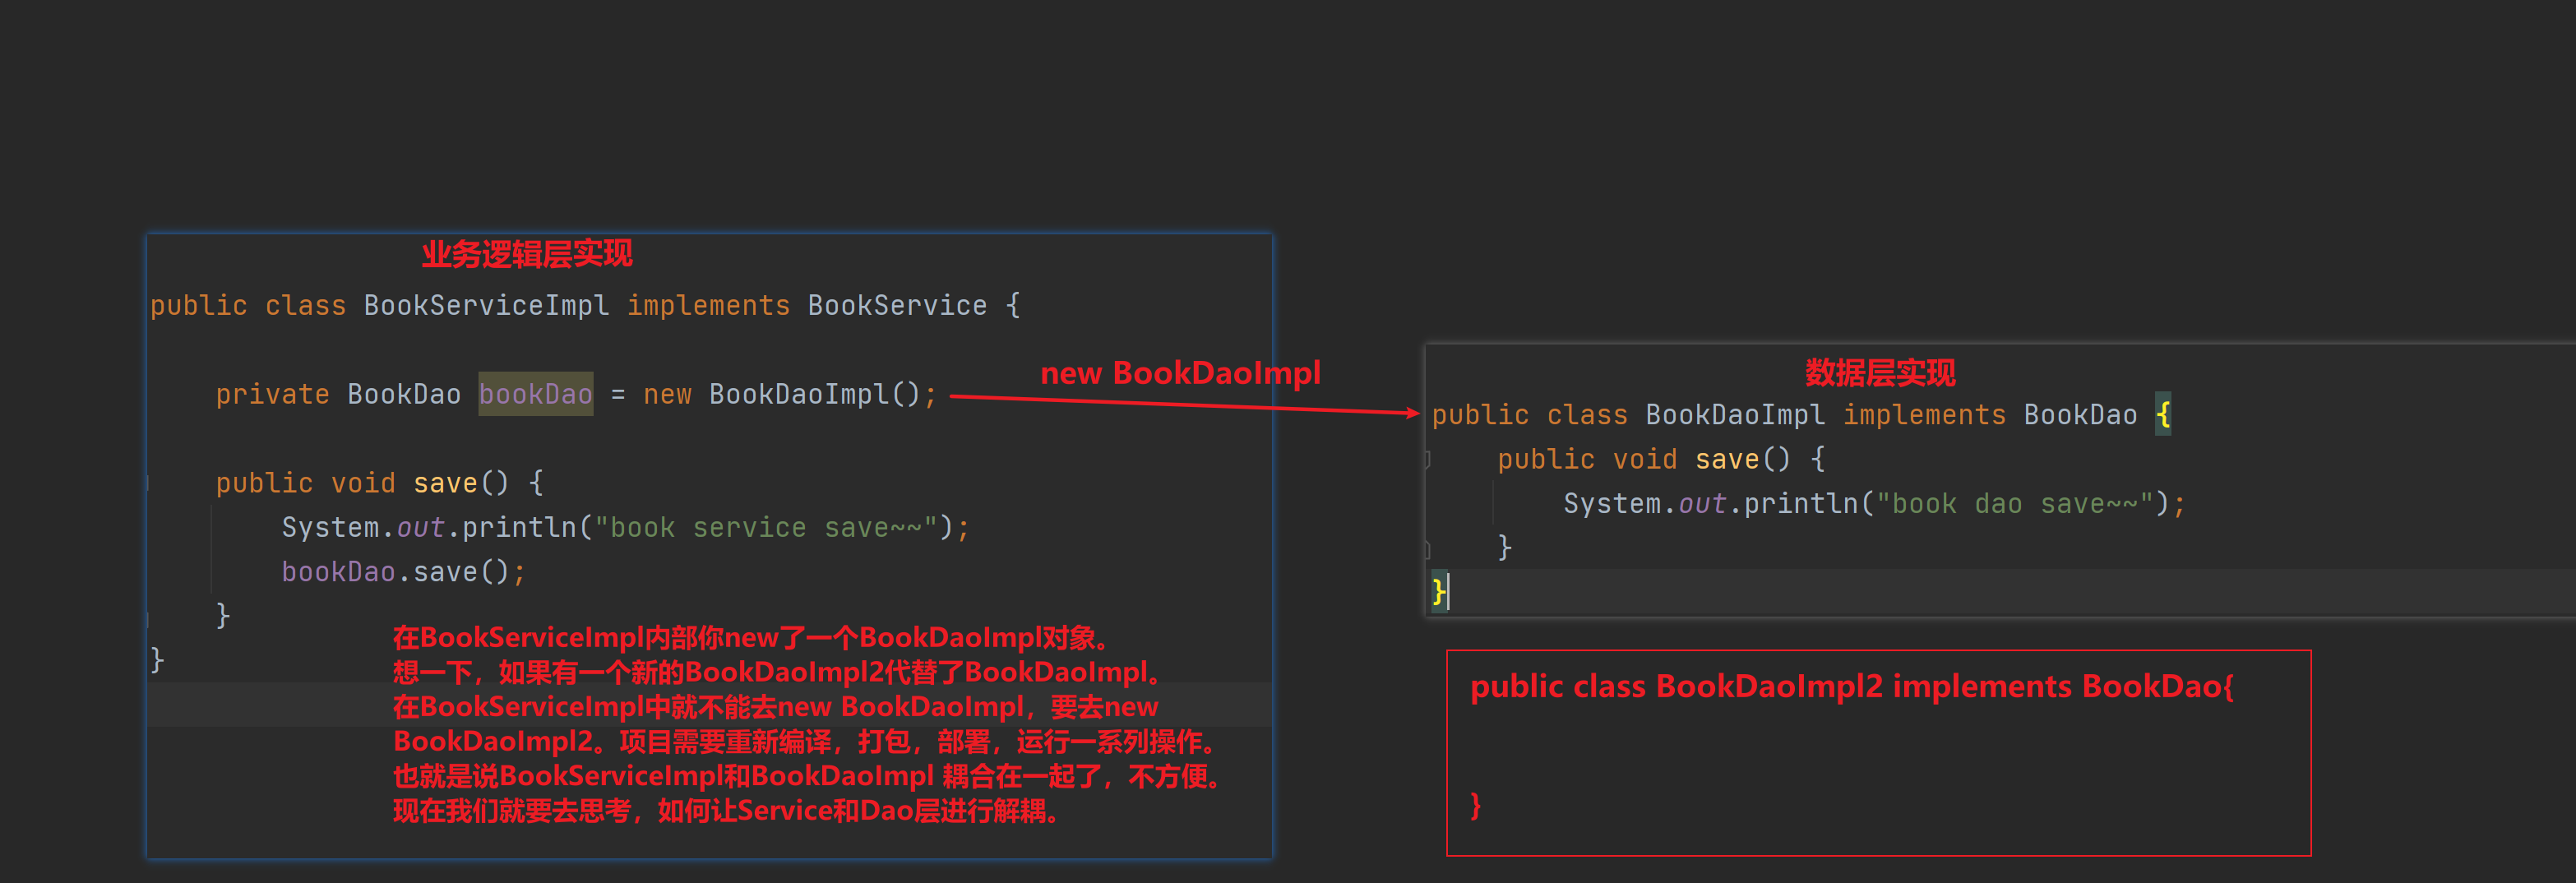 业务逻辑层实现
public class BookServiceImpl implements BookService {
private BookDao bookDao = new BookDaoImpl();
public void save() {
System.out.println("book service save~~");
bookDao.save();
}
}
在BookServiceImpl内部你new了一个BookDaoImpl对象。
想一下，如果有一个新的BookDaoImpl2代替了BookDaoImpl。
在BookServiceImpl中就不能去new BookDaoImpl，要去new
BookDaoImpl2。项目需要重新编译，打包，部署，运行一系列操作。
也就是说BookServiceImpl和BookDaoImpl 耦合在一起了，不方便。
现在我们就要去思考，如何让Service和Dao层进行解耦。
new BookDaoImpl
数据层实现
public class BookDaoImpl implements BookDao {
public void save() {
System.out.println("book dao save~~");
}
}
public class BookDaoImpl2 implements BookDao{
}